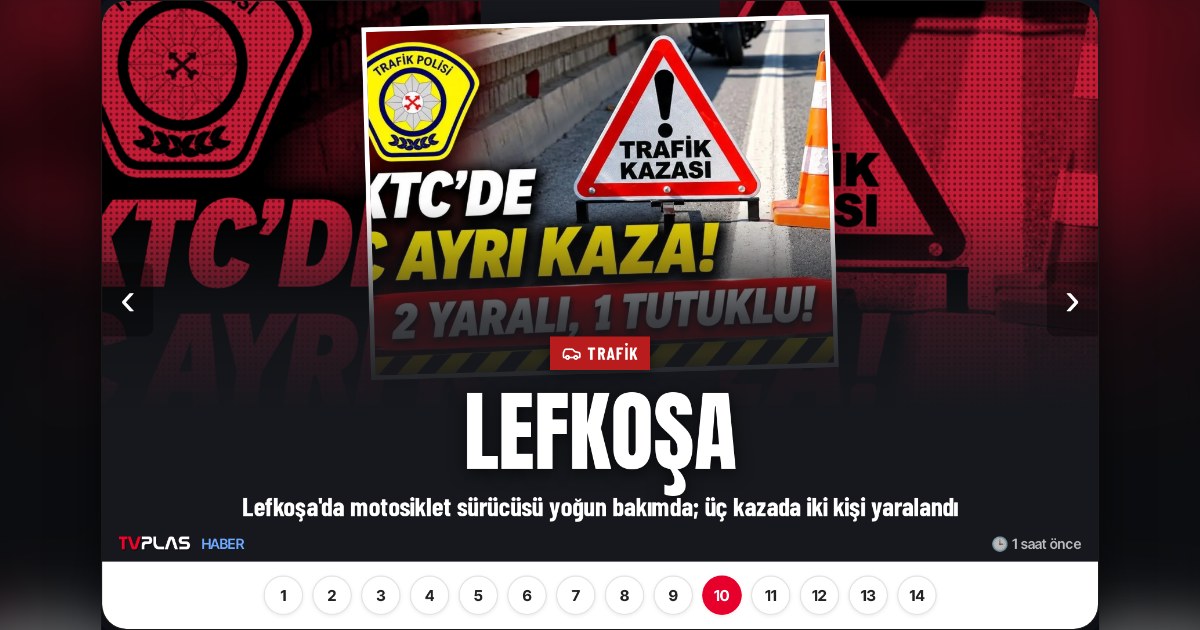 TRAFİK POLİSİ
TRAFİK
KAZASI
KTC'DE
Ç AYRI KAZA!
2 YARALI, 1 TUTUKLU!
TRAFİK
LEFKOŞA
Lefkoşa'da motosiklet sürücüsü yoğun bakımda; üç kazada iki kişi yaralandı
TVPLAS HABER
1 saat önce
1 2 3 4 5 6 7 8 9 10 11 12 13 14